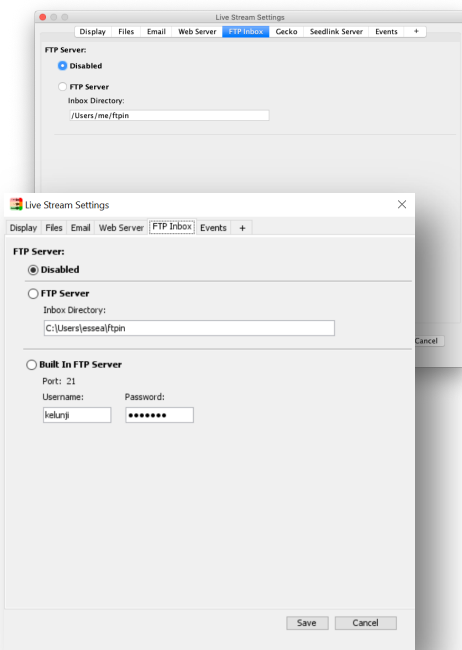 Live Stream Settings
Display Files Email Web Server FTP Inbox Gecko Seedlink Server Events +
FTP Server:
Disabled
FTP Server
Inbox Directory:
/Users/me/ftpin
Cancel
Live Stream Settings
Display Files Email Web Server FTP Inbox Events +
FTP Server:
Disabled
FTP Server
Inbox Directory:
C:\Users\essea\ftpin
Built In FTP Server
Port: 21
Username: Password:
kelunji •••••••
Save Cancel